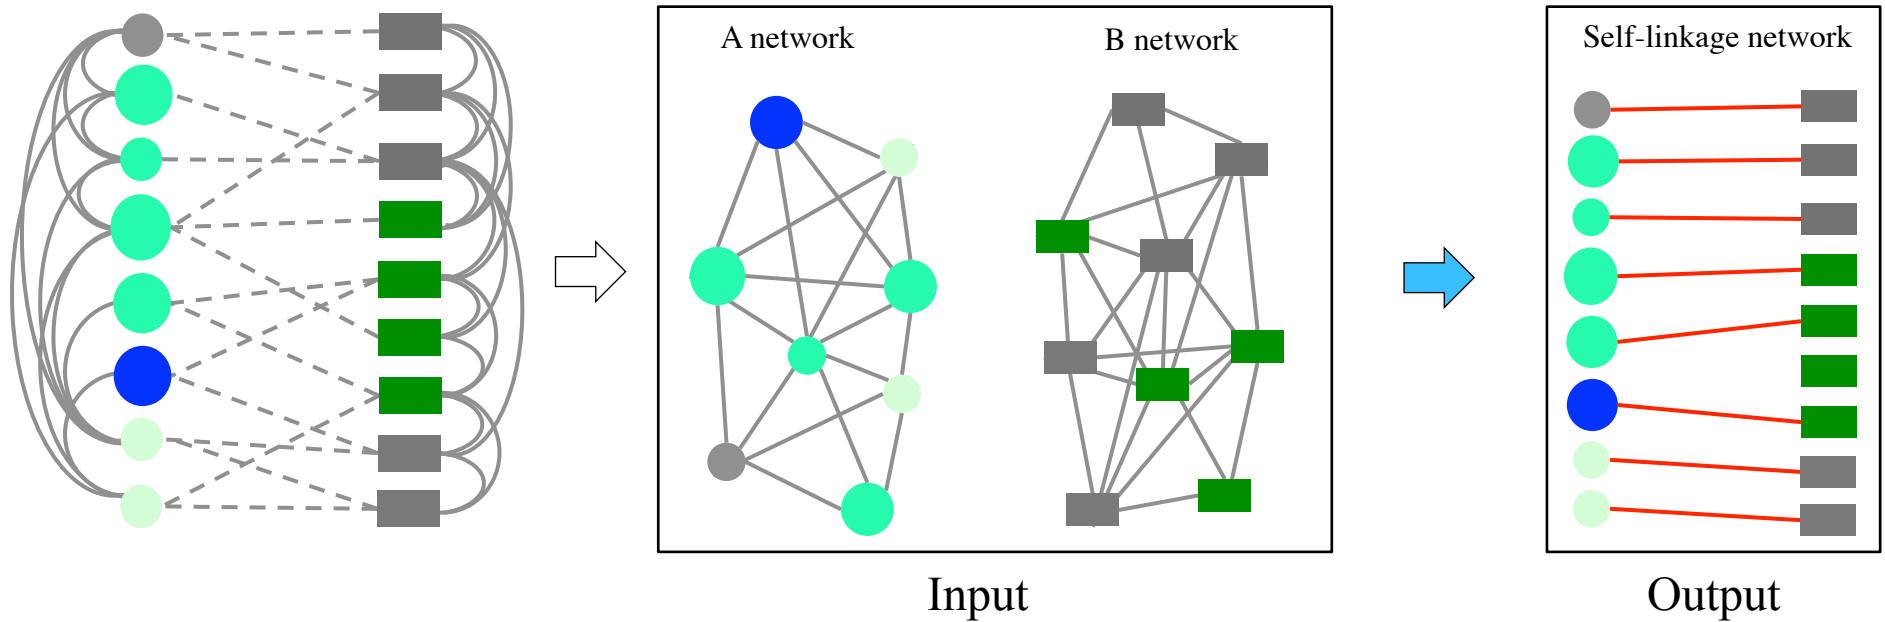 A network
B network
Self-linkage network
Input
Output